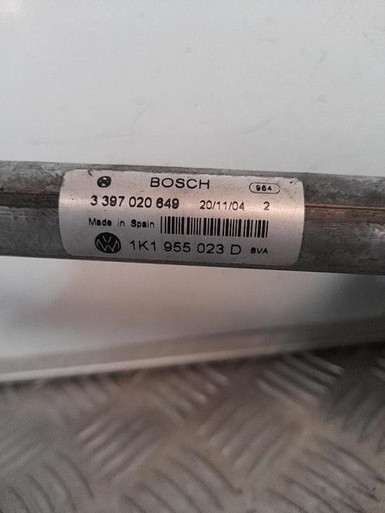 BOSCH 964
3 397 020 649 20/11/04 2
Made in Spain
1K1 955 023 D BVA